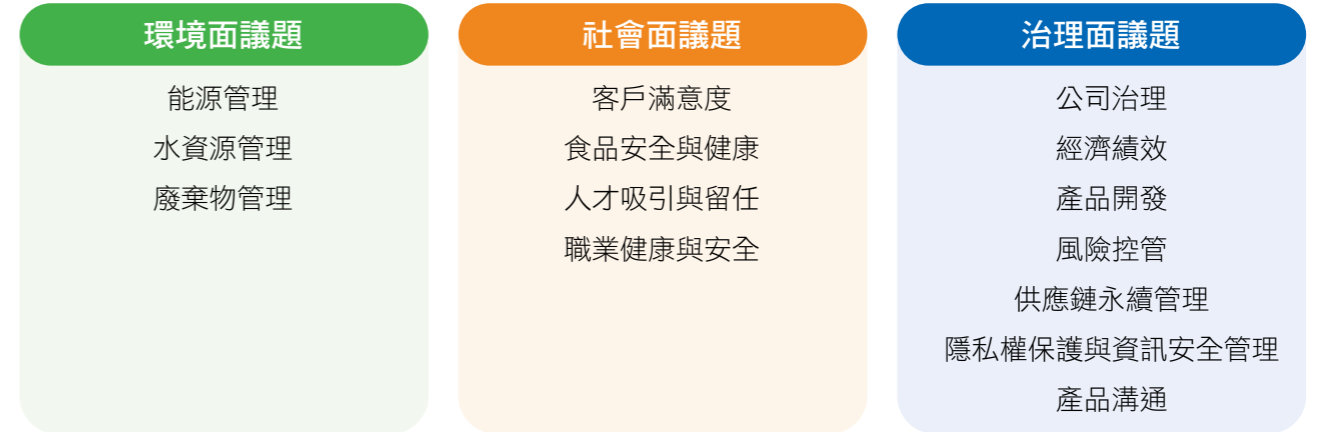 環境面議題
能源管理
水資源管理
廢棄物管理
社會面議題
客戶滿意度
食品安全與健康
人才吸引與留任
職業健康與安全
治理面議題
公司治理
經濟績效
產品開發
風險控管
供應鏈永續管理
隱私權保護與資訊安全管理
產品溝通